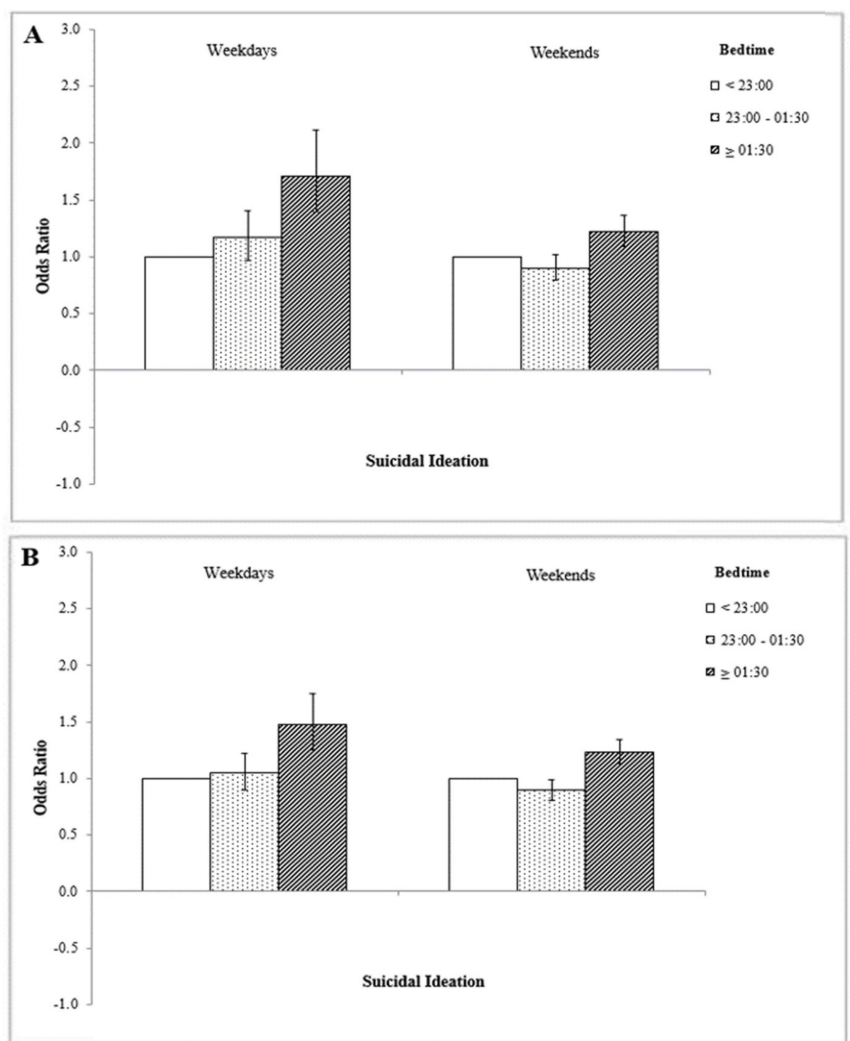 A
Weekdays
Weekends
Bedtime
< 23:00
23:00 - 01:30
≥ 01:30
3.0
2.5
2.0
1.5
1.0
0.5
0.0
-0.5
-1.0
Odds Ratio
Suicidal Ideation
B
Weekdays
Weekends
Bedtime
< 23:00
23:00 - 01:30
≥ 01:30
3.0
2.5
2.0
1.5
1.0
0.5
0.0
-0.5
-1.0
Odds Ratio
Suicidal Ideation